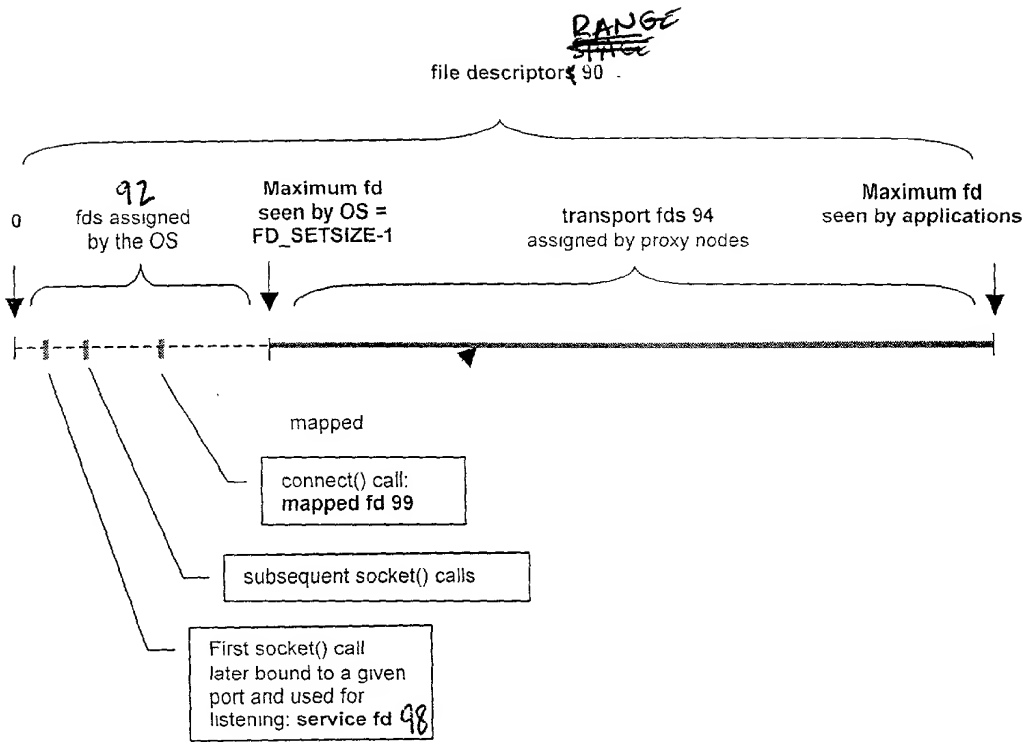 RANGE
file descriptor 90
92
0
fds assigned
by the OS
Maximum fd
seen by OS =
FD_SETSIZE-1
transport fds 94
assigned by proxy nodes
Maximum fd
seen by applications
mapped
connect() call:
mapped fd 99
subsequent socket() calls
First socket() call
later bound to a given
port and used for
listening: service fd 98